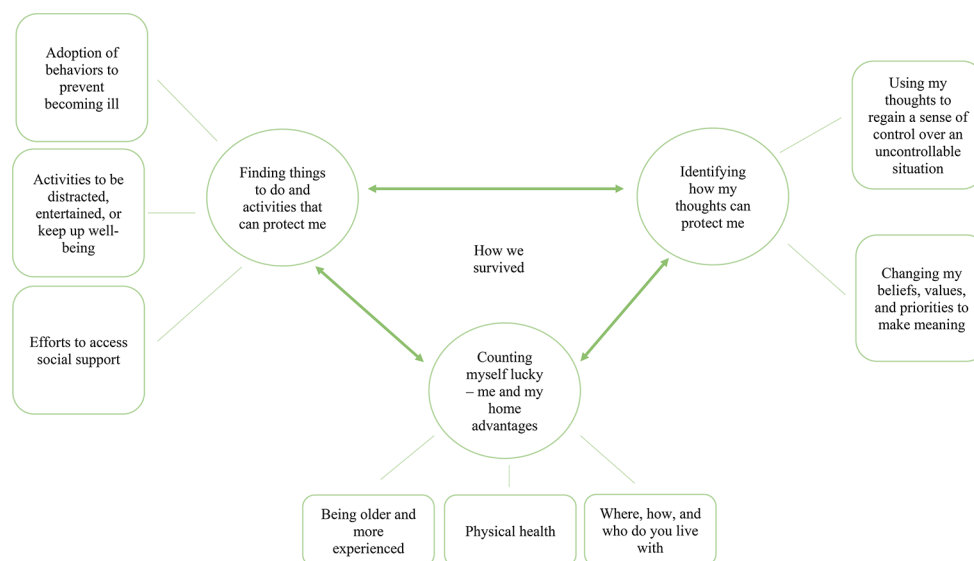 Adoption of
behaviors to
prevent
becoming ill
Activities to be
distracted,
entertained, or
keep up well-
being
Efforts to access
social support
Finding things
to do and
activities that
can protect me
How we
survived
Identifying
how my
thoughts can
protect me
Using my
thoughts to
regain a sense of
control over an
uncontrollable
situation
Changing my
beliefs, values,
and priorities to
make meaning
Counting
myself lucky
– me and my
home
advantages
Being older and
more
experienced
Physical health
Where, how, and
who do you live
with